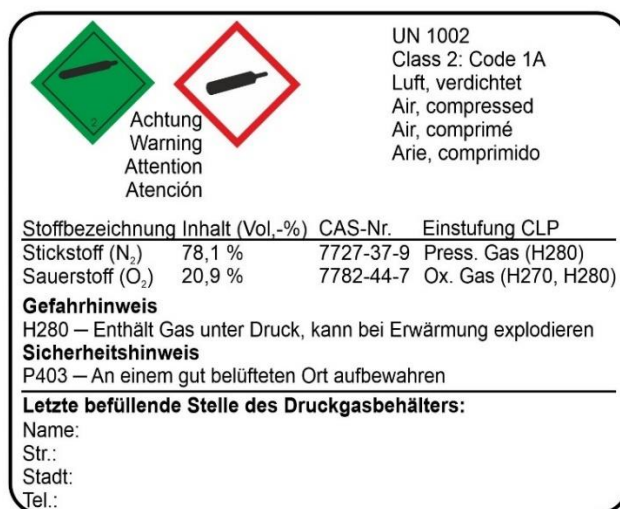 UN 1002
Class 2: Code 1A
Luft, verdichtet
Air, compressed
Air, comprimé
Arie, comprimido
2
Achtung
Warning
Attention
Atención
Stoffbezeichnung Inhalt (Vol,-%) CAS-Nr. Einstufung CLP
Stickstoff (N₂) 78,1 % 7727-37-9 Press. Gas (H280)
Sauerstoff (O₂) 20,9 % 7782-44-7 Ox. Gas (H270, H280)
Gefahrhinweis
H280 – Enthält Gas unter Druck, kann bei Erwärmung explodieren
Sicherheitshinweis
P403 – An einem gut belüfteten Ort aufbewahren
Letzte befüllende Stelle des Druckgasbehälters:
Name:
Str.:
Stadt:
Tel.: